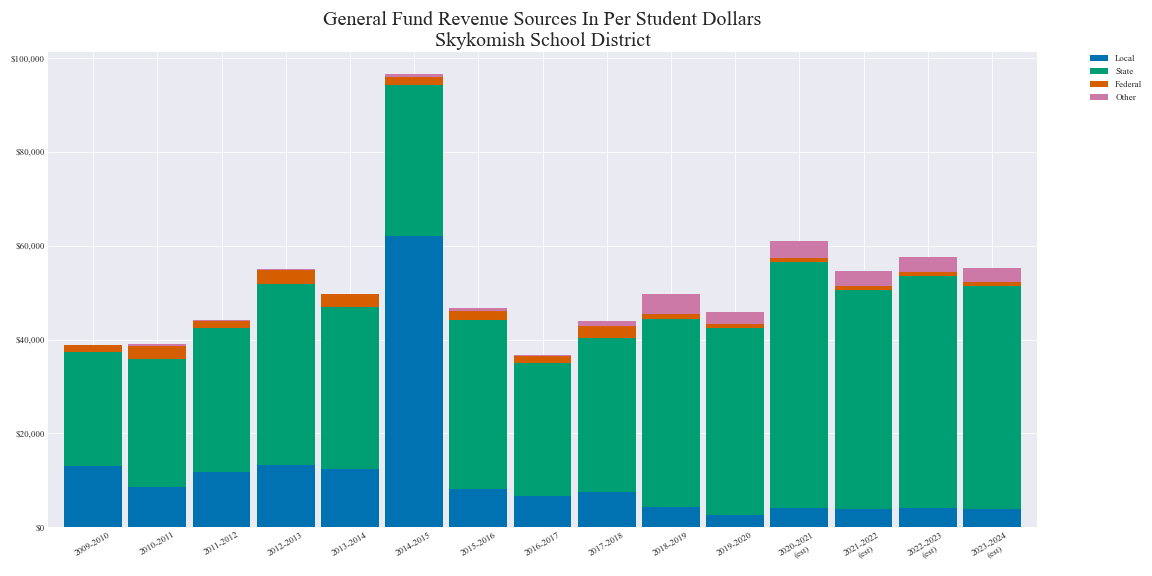 General Fund Revenue Sources In Per Student Dollars
Skykomish School District
$100,000
$80,000
$60,000
$40,000
$20,000
$0
2009-2010
2010-2011
2011-2012
2012-2013
2013-2014
2014-2015
2015-2016
2016-2017
2017-2018
2018-2019
2019-2020
2020-2021
(est)
2021-2022
(est)
2022-2023
(est)
2023-2024
(est)
Local
State
Federal
Other